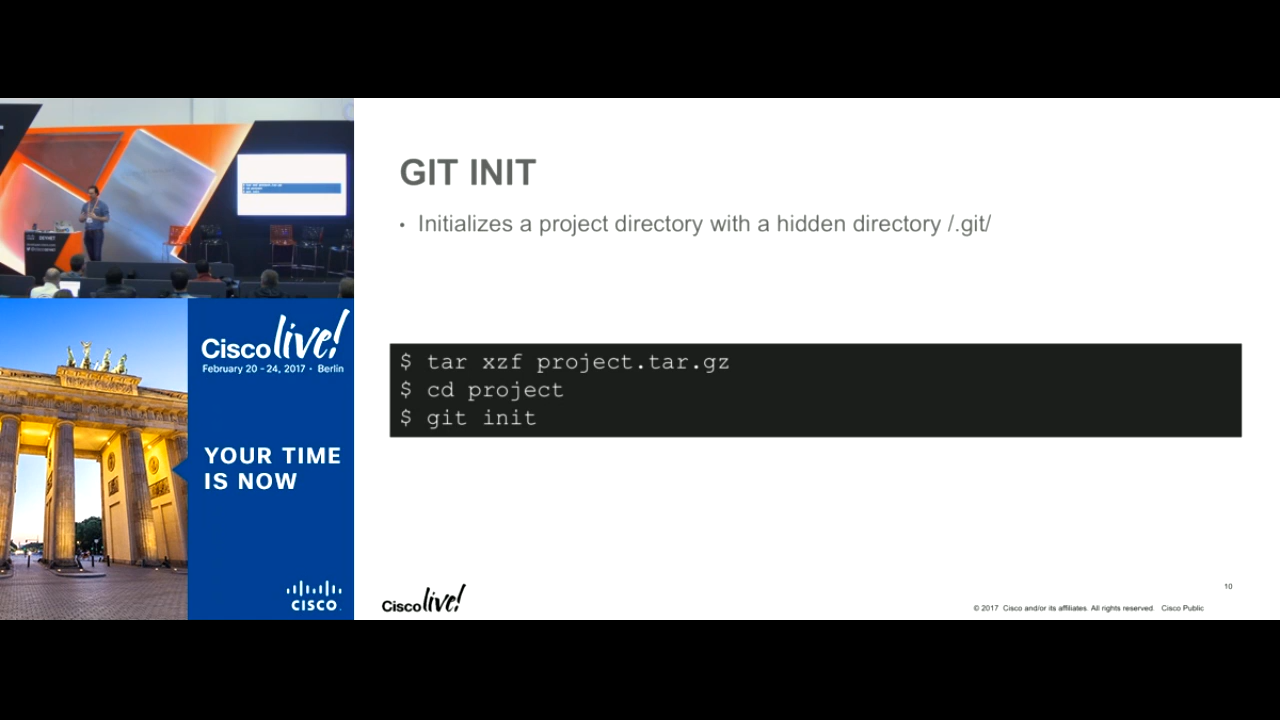 GIT INIT
• Initializes a project directory with a hidden directory /.git/
$ tar xzf project.tar.gz
$ cd project
$ git init
Cisco live!
February 20 - 24, 2017 • Berlin
YOUR TIME
IS NOW
CISCO.
Cisco live!
10
© 2017 Cisco and/or its affiliates. All rights reserved. Cisco Public